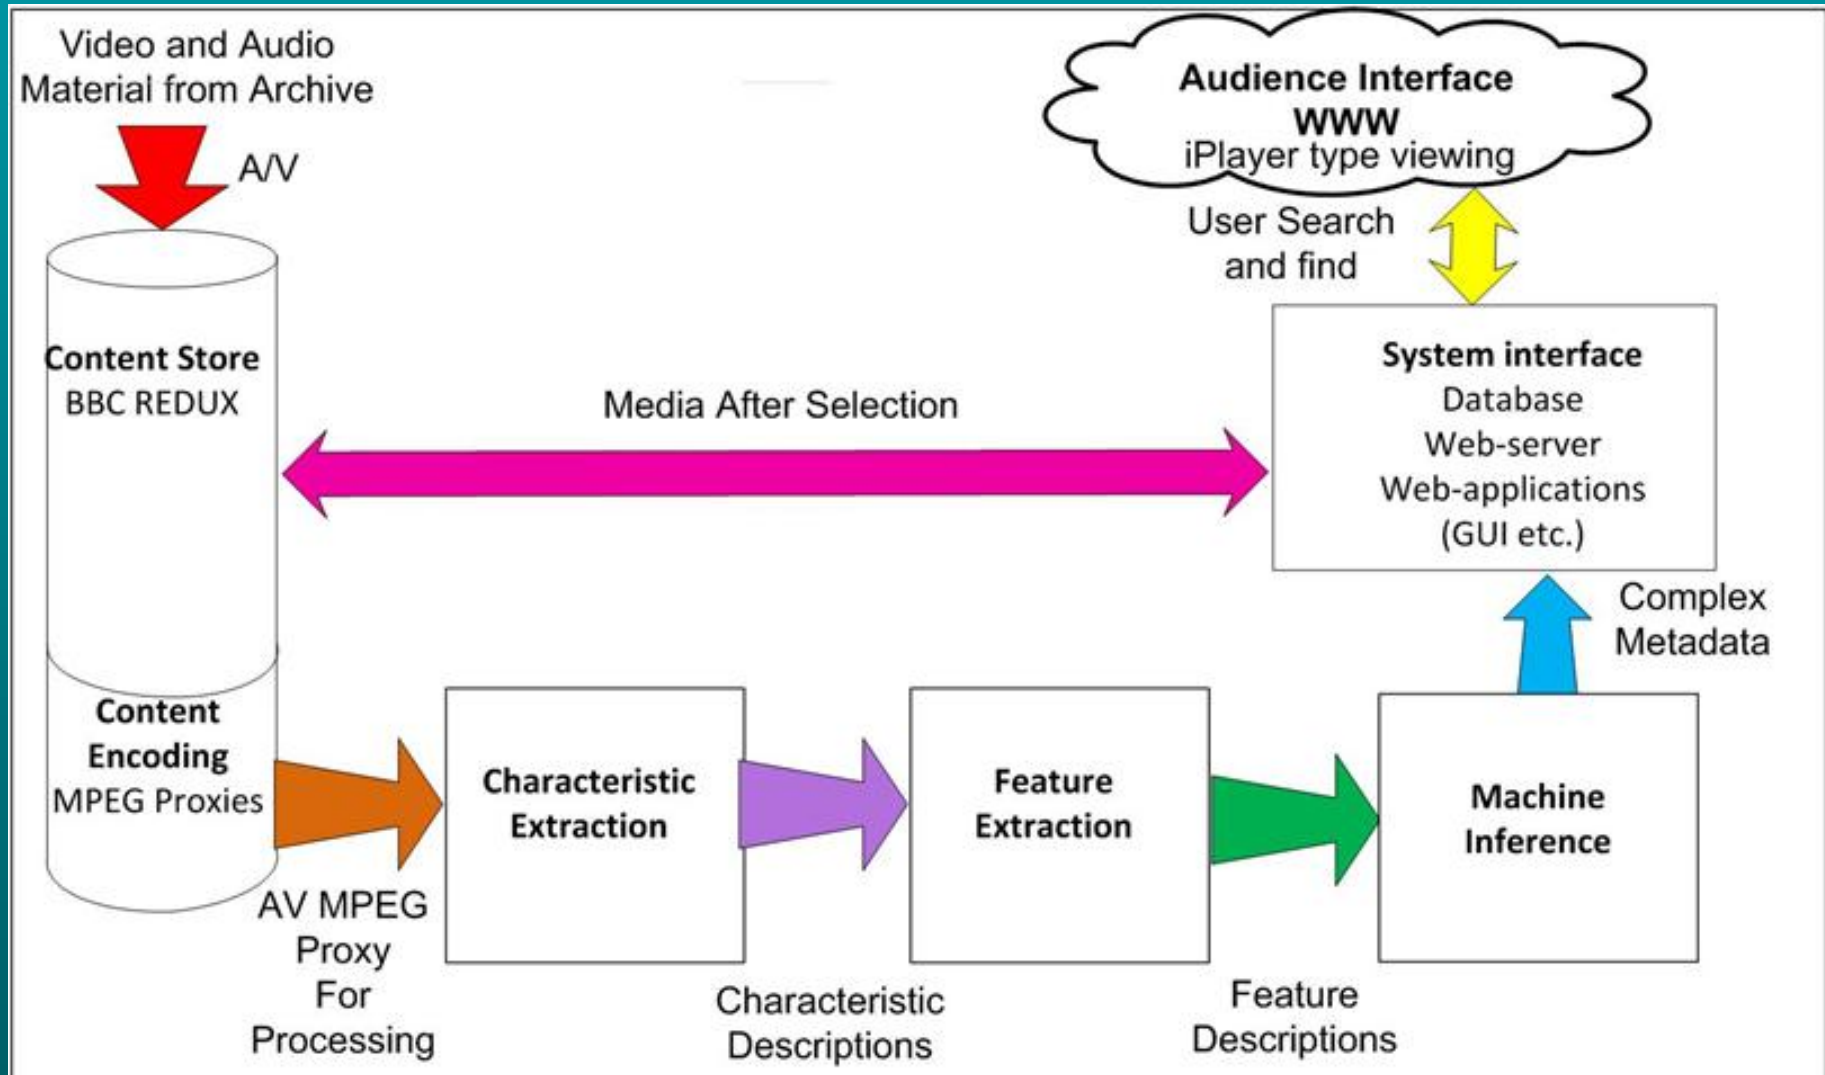 Video and Audio
Material from Archive
A/V
Content Store
BBC REDUX
Content
Encoding
MPEG Proxies
AV MPEG
Proxy
For
Processing
Characteristic
Extraction
Characteristic
Descriptions
Feature
Extraction
Feature
Descriptions
Machine
Inference
Complex
Metadata
System interface
Database
Web-server
Web-applications
(GUI etc.)
Media After Selection
User Search
and find
Audience Interface
WWW
iPlayer type viewing